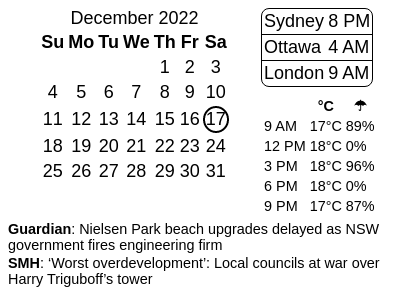 December 2022
Su Mo Tu We Th Fr Sa
1 2 3
4 5 6 7 8 9 10
11 12 13 14 15 16 17
18 19 20 21 22 23 24
25 26 27 28 29 30 31
Sydney 8 PM
Ottawa 4 AM
London 9 AM
°C ☂
9 AM 17°C 89%
12 PM 18°C 0%
3 PM 18°C 96%
6 PM 18°C 0%
9 PM 17°C 87%
Guardian: Nielsen Park beach upgrades delayed as NSW
government fires engineering firm
SMH: ‘Worst overdevelopment’: Local councils at war over
Harry Triguboff’s tower